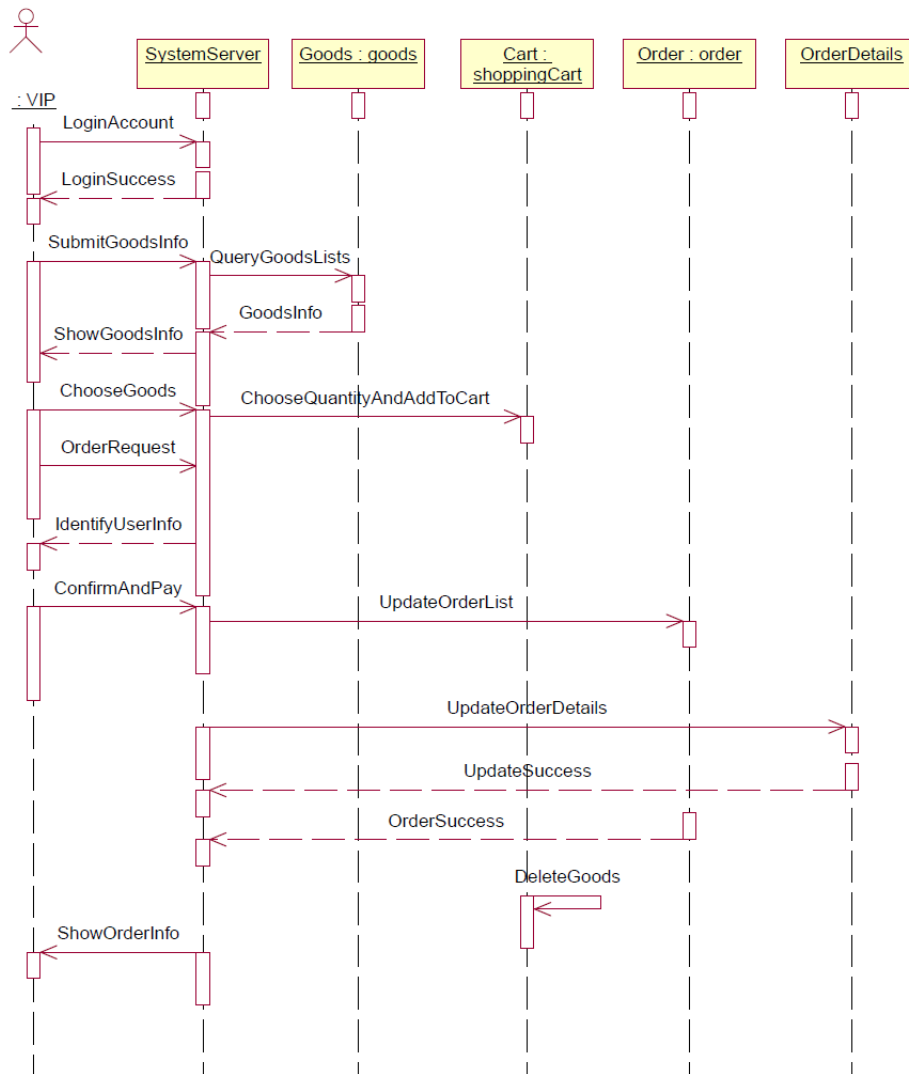 SystemServer
Goods : goods
Cart :
shoppingCart
Order : order
OrderDetails
: VIP
LoginAccount
LoginSuccess
SubmitGoodsInfo
QueryGoodsLists
GoodsInfo
ShowGoodsInfo
ChooseGoods
ChooseQuantityAndAddToCart
OrderRequest
IdentifyUserInfo
ConfirmAndPay
UpdateOrderList
UpdateOrderDetails
UpdateSuccess
OrderSuccess
DeleteGoods
ShowOrderInfo